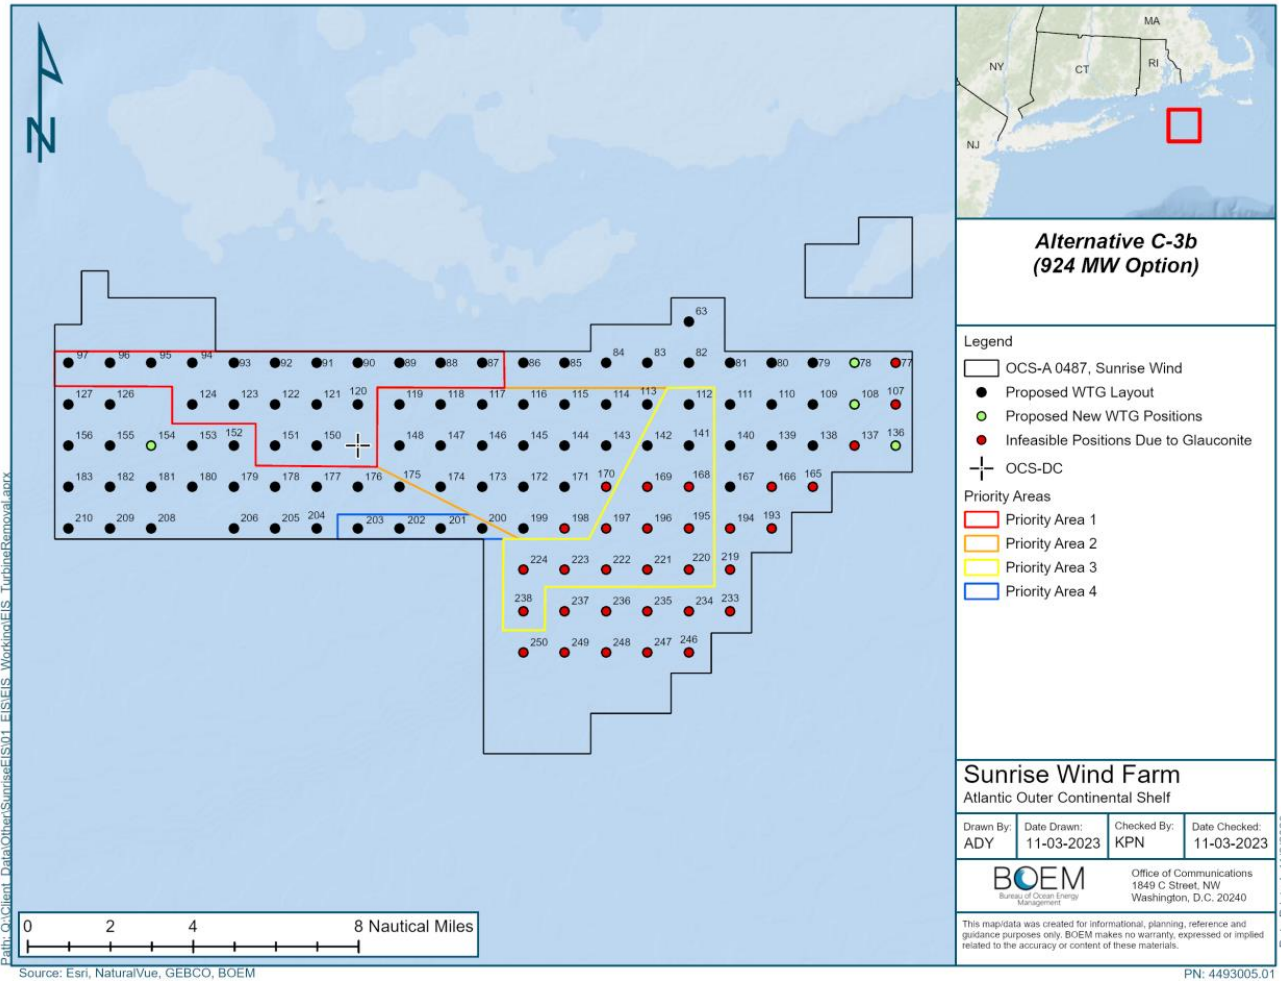 N
MA
NY
CT
RI
NJ
Alternative C-3b
(924 MW Option)
Legend
OCS-A 0487, Sunrise Wind
Proposed WTG Layout
Proposed New WTG Positions
Infeasible Positions Due to Glauconite
OCS-DC
Priority Areas
Priority Area 1
Priority Area 2
Priority Area 3
Priority Area 4
63
97 96 95 94 93 92 91 90 89 88 87 86 85 84 83 82 81 80 79 78 77
127 126 124 123 122 121 120 119 118 117 116 115 114 113 112 111 110 109 108 107
156 155 154 153 152 151 150 148 147 146 145 144 143 142 141 140 139 138 137 136
183 182 181 180 179 178 177 176 175 174 173 172 171 170 169 168 167 166 165
210 209 208 206 205 204 203 202 201 200 199 198 197 196 195 194 193
224 223 222 221 220 219
238 237 236 235 234 233
250 249 248 247 246
Sunrise Wind Farm
Atlantic Outer Continental Shelf
Drawn By: Date Drawn: Checked By: Date Checked:
ADY 11-03-2023 KPN 11-03-2023
BOEM
Bureau of Ocean Energy
Management
Office of Communications
1849 C Street, NW
Washington, D.C. 20240
This map/data was created for informational, planning, reference and
guidance purposes only. BOEM makes no warranty, expressed or implied
related to the accuracy or content of these materials.
0 2 4 8 Nautical Miles
Path: Q:\Client_Data\Other\SunriseEIS\01_EIS\EIS_Working\EIS_TurbineRemoval.aprx
Source: Esri, NaturalVue, GEBCO, BOEM
PN: 4493005.01